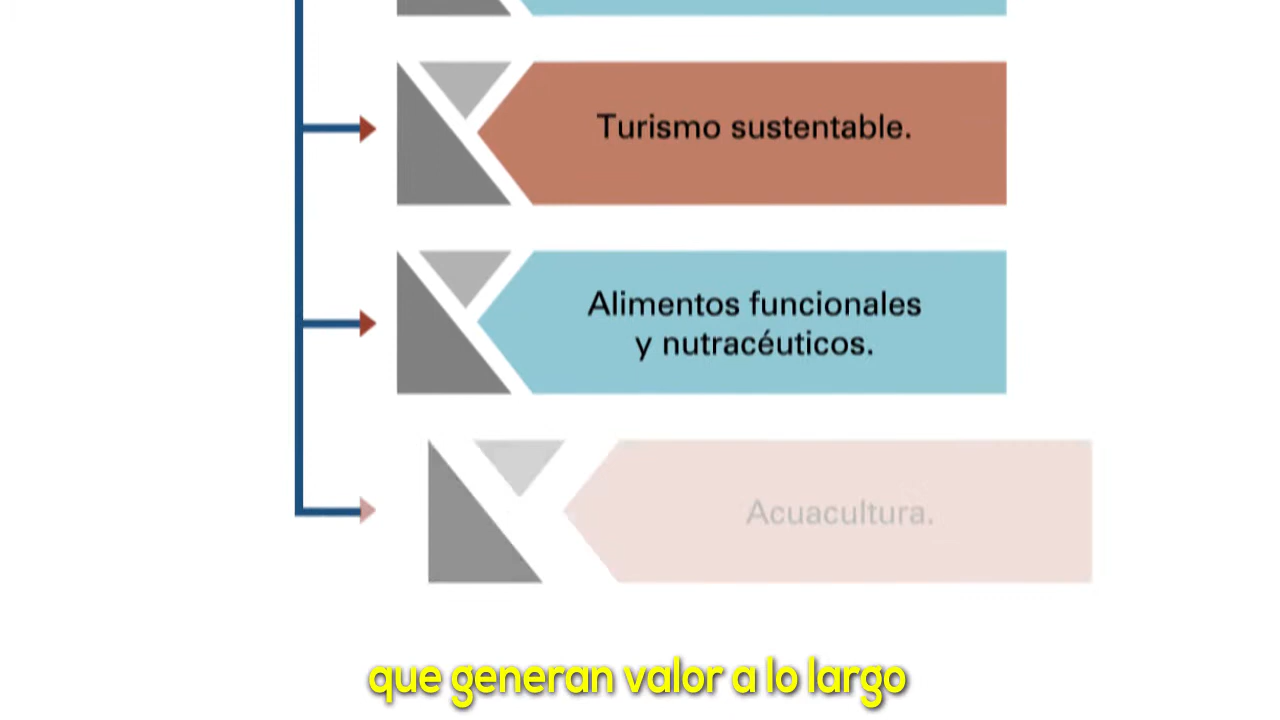 Turismo sustentable.
Alimentos funcionales
y nutracéuticos.
Acuacultura.
que generan valor a lo largo